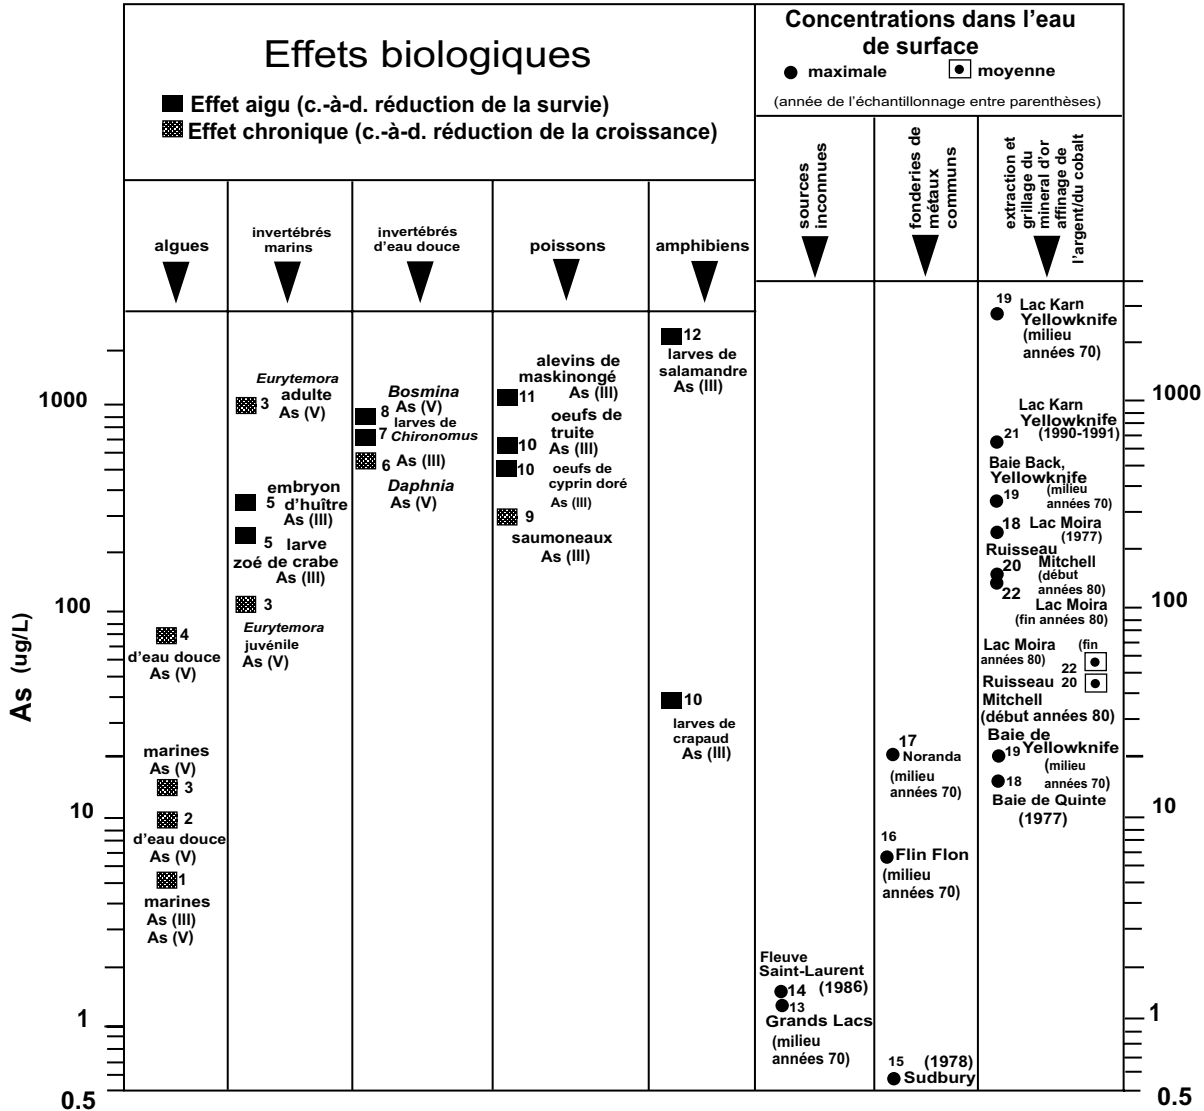 Effets biologiques
Effet aigu (c.-à-d. réduction de la survie)
Effet chronique (c.-à-d. réduction de la croissance)
Concentrations dans l'eau
de surface
maximale
moyenne
(année de l'échantillonnage entre parenthèses)
algues
invertébrés
marins
invertébrés
d'eau douce
poissons
amphibiens
sources
inconnues
fonderies de
métaux
communs
extraction et
grillage du
mineral d'or
affinage de
l'argent/du cobalt
As (ug/L)
1000
100
10
1
0.5
4
d'eau douce
As (V)
marines
As (V)
3
2
d'eau douce
As (V)
1
marines
As (III)
As (V)
Eurytemora
adulte
3
As (V)
embryon
5 d'huître
As (III)
5 larve
zoé de crabe
As (III)
3
Eurytemora
juvénile
As (V)
Bosmina
8 As (V)
larves de
7 Chironomus
As (III)
6
Daphnia
As (V)
alevins de
maskinongé
As (III)
11
oeufs de
truite
10 As (III)
10 oeufs de
cyprin doré
As (III)
9
saumoneaux
As (III)
12
larves de
salamandre
As (III)
10
larves de
crapaud
As (III)
Fleuve
Saint-Laurent
14 (1986)
13
Grands Lacs
(milieu
années 70)
17
Noranda
(milieu
années 70)
16
Flin Flon
(milieu
années 70)
15 (1978)
Sudbury
19 Lac Karn
Yellowknife
(milieu
années 70)
Lac Karn
Yellowknife
21 (1990-1991)
Baie Back,
Yellowknife
19 (milieu
années 70)
18 Lac Moira
(1977)
Ruisseau
20 Mitchell
(début
années 80)
22
Lac Moira
(fin années 80)
Lac Moira (fin
années 80)
22
Ruisseau 20
Mitchell
(début années 80)
Baie de
19 Yellowknife
(milieu
années 70)
18
Baie de Quinte
(1977)
1000
100
10
1
0.5